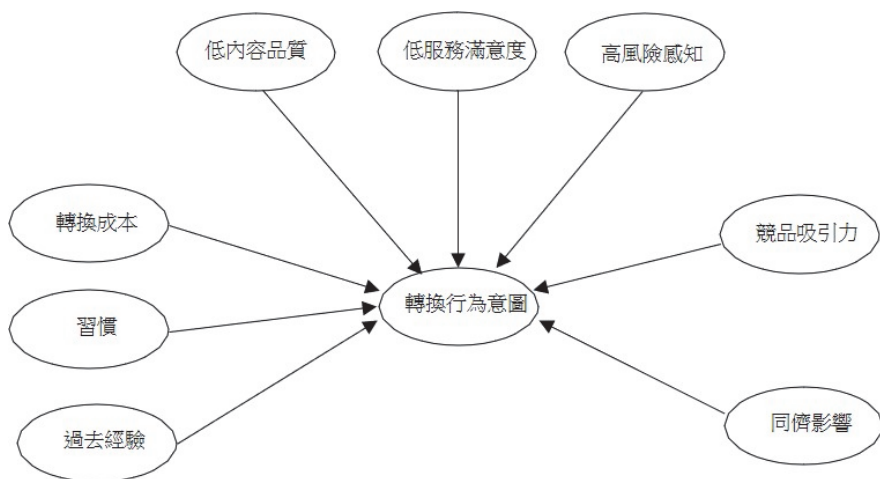 低內容品質
低服務滿意度
高風險感知
轉換成本
競品吸引力
轉換行為意圖
習慣
過去經驗
同儕影響